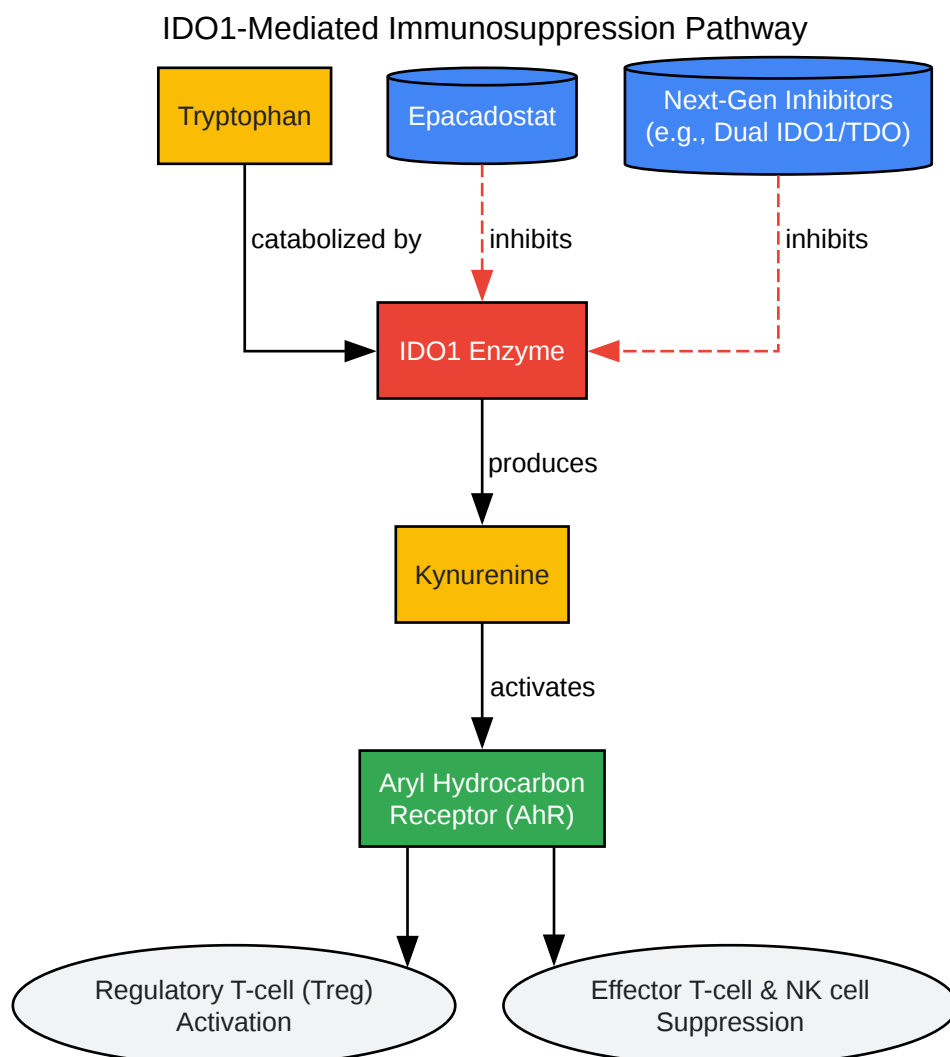 IDO1-Mediated Immunosuppression Pathway
Tryptophan
Epacadostat
Next-Gen Inhibitors
(e.g., Dual IDO1/TDO)
catabolized by
inhibits
inhibits
IDO1 Enzyme
produces
Kynurenine
activates
Aryl Hydrocarbon
Receptor (AhR)
Regulatory T-cell (Treg)
Activation
Effector T-cell & NK cell
Suppression